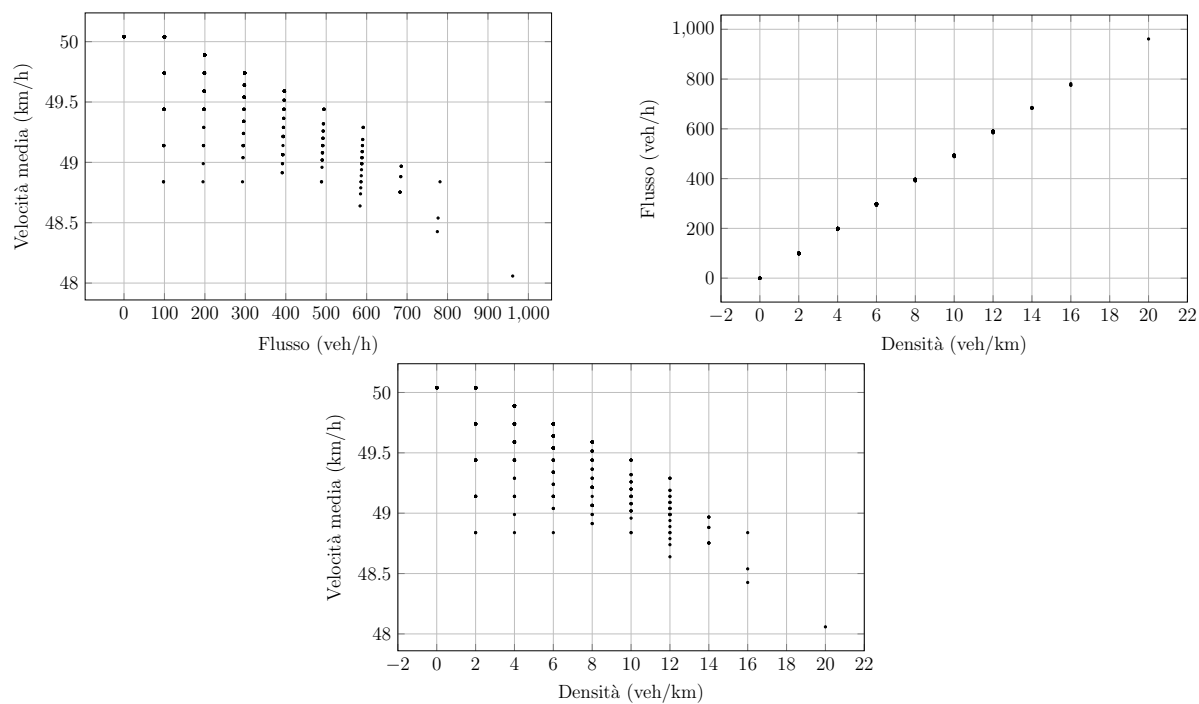 50
49.5
49
48.5
48
0 100 200 300 400 500 600 700 800 900 1,000
Flusso (veh/h)
Velocità media (km/h)
1,000
800
600
400
200
0
−2 0 2 4 6 8 10 12 14 16 18 20 22
Densità (veh/km)
Flusso (veh/h)
50
49.5
49
48.5
48
−2 0 2 4 6 8 10 12 14 16 18 20 22
Densità (veh/km)
Velocità media (km/h)